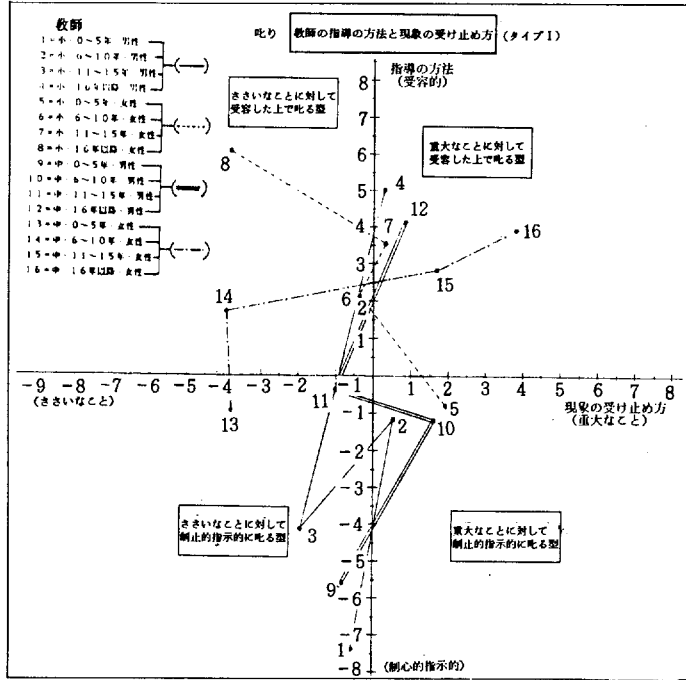 教師
1=小・0~5年・男性
2=小・6~10年・男性
3=小・11~15年・男性
4=小・16年以降・男性
5=小・0~5年・女性
6=小・6~10年・女性
7=小・11~15年・女性
8=小・16年以降・女性
9=中・0~5年・男性
10=中・6~10年・男性
11=中・11~15年・男性
12=中・16年以降・男性
13=中・0~5年・女性
14=中・6~10年・女性
15=中・11~15年・女性
16=中・16年以降・女性
叱り 教師の指導の方法と現象の受け止め方 (タイプI)
指導の方法
(受容的)
ささいなことに対して
受容した上で叱る型
重大なことに対して
受容した上で叱る型
8
7
6
5
4
3
2
1
-9 -8 -7 -6 -5 -4 -3 -2 -1 1 2 3 4 5 6 7 8
(ささいなこと)
現象の受け止め方
(重大なこと)
-1
-2
-3
-4
-5
-6
-7
-8
8
4
12
7
16
15
14
6
11
13
5
10
2
3
9
1
ささいなことに対して
制止的指示的に叱る型
重大なことに対して
制止的指示的に叱る型
(制心的指示的)